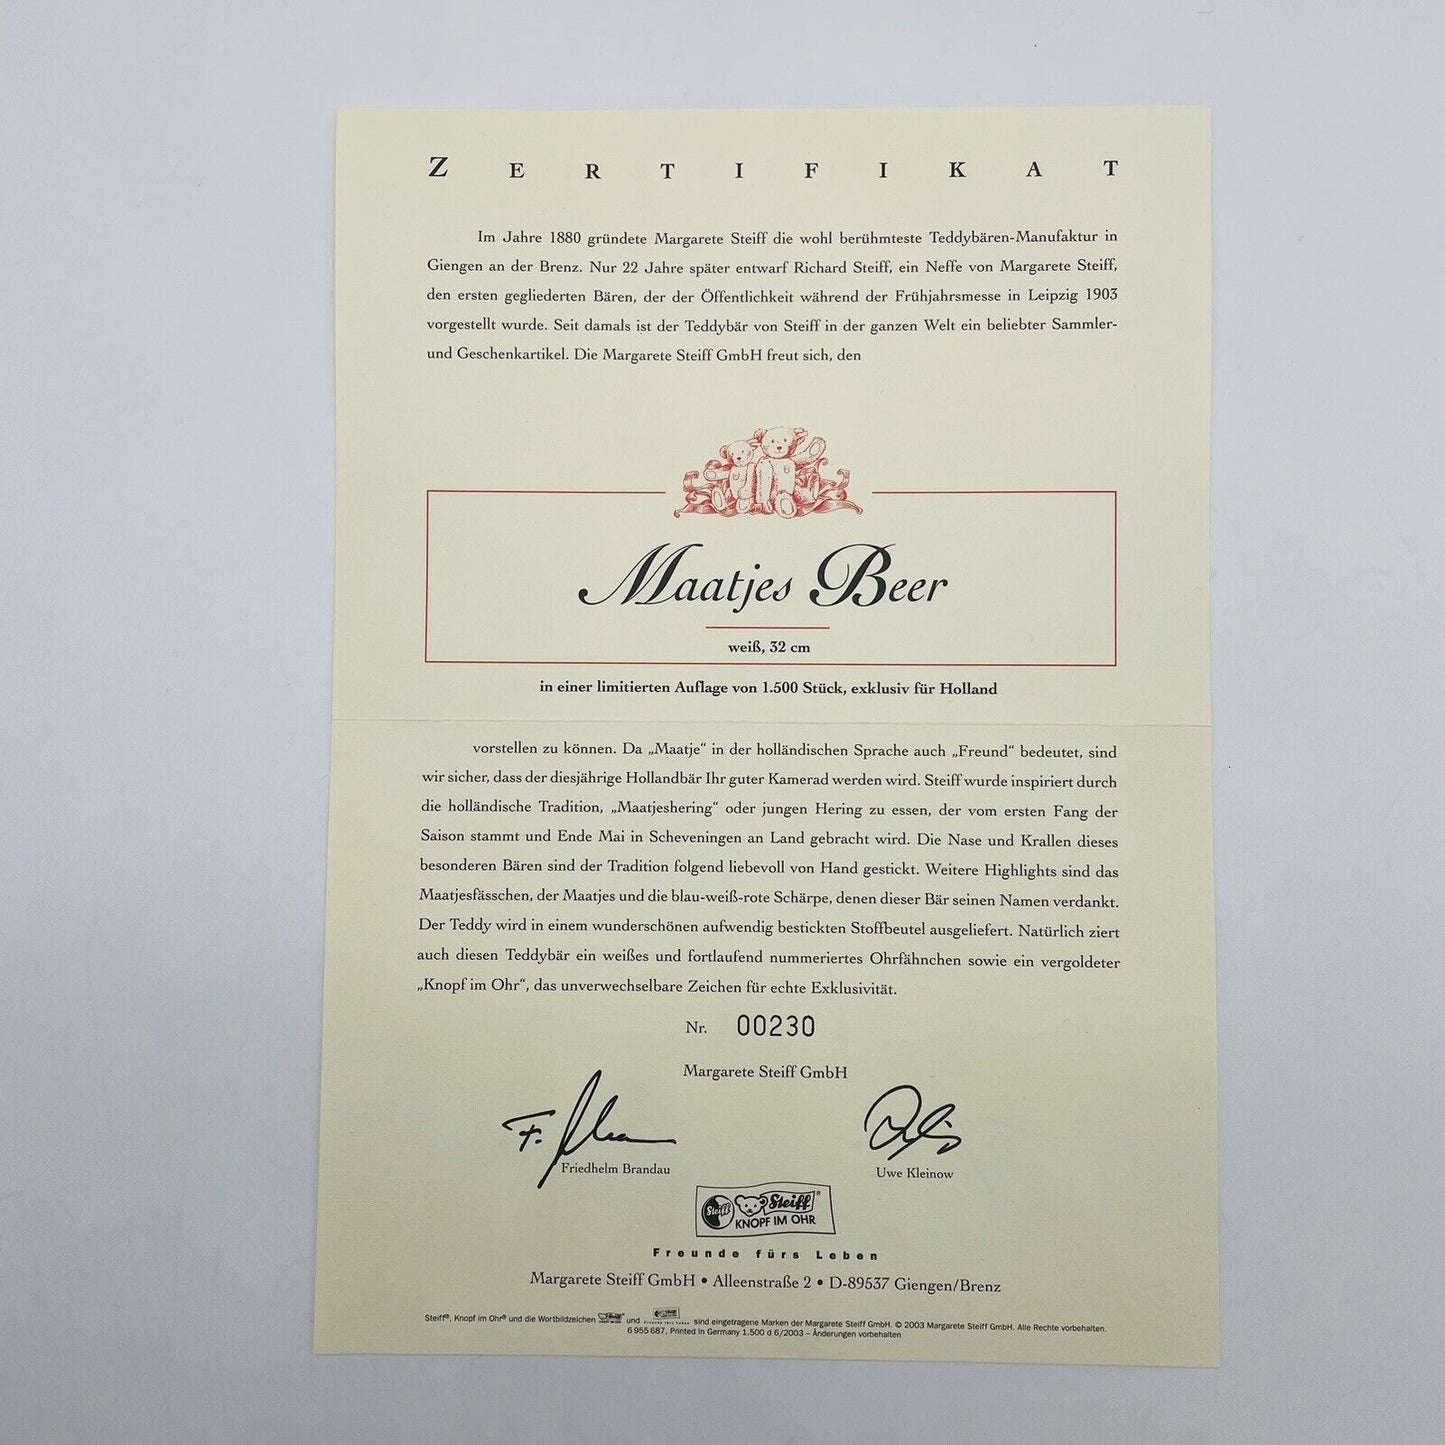 ZERTIFIKAT
Im Jahre 1880 gründete Margarete Steiff die wohl berühmteste Teddybären-Manufaktur in
Giengen an der Brenz. Nur 22 Jahre später entwarf Richard Steiff, ein Neffe von Margarete Steiff,
den ersten gegliederten Bären, der der Öffentlichkeit während der Frühjahrsmesse in Leipzig 1903
vorgestellt wurde. Seit damals ist der Teddybär von Steiff in der ganzen Welt ein beliebter Sammler-
und Geschenkartikel. Die Margarete Steiff GmbH freut sich, den
Maatjes Beer
weiß, 32 cm
in einer limitierten Auflage von 1.500 Stück, exklusiv für Holland
vorstellen zu können. Da „Maatje“ in der holländischen Sprache auch „Freund“ bedeutet, sind
wir sicher, dass der diesjährige Hollandbär Ihr guter Kamerad werden wird. Steiff wurde inspiriert durch
die holländische Tradition, „Maatjeshering“ oder jungen Hering zu essen, der vom ersten Fang der
Saison stammt und Ende Mai in Scheveningen an Land gebracht wird. Die Nase und Krallen dieses
besonderen Bären sind der Tradition folgend liebevoll von Hand gestickt. Weitere Highlights sind das
Maatjesfässchen, der Maatjes und die blau-weiß-rote Schärpe, denen dieser Bär seinen Namen verdankt.
Der Teddy wird in einem wunderschönen aufwendig bestickten Stoffbeutel ausgeliefert. Natürlich ziert
auch diesen Teddybär ein weißes und fortlaufend nummeriertes Ohrfähnchen sowie ein vergoldeter
„Knopf im Ohr“, das unverwechselbare Zeichen für echte Exklusivität.
Nr. 00230
Margarete Steiff GmbH
Friedhelm Brandau
Uwe Kleinow
Steiff Steiff®
KNOPF IM OHR
Freunde fürs Leben
Margarete Steiff GmbH • Alleenstraße 2 • D-89537 Giengen/Brenz
Steiff®, Knopf im Ohr® und die Wortbildzeichen und sind eingetragene Marken der Margarete Steiff GmbH. © 2003 Margarete Steiff GmbH. Alle Rechte vorbehalten.
6 955 687, Printed in Germany 1.500 d 6/2003 – Änderungen vorbehalten